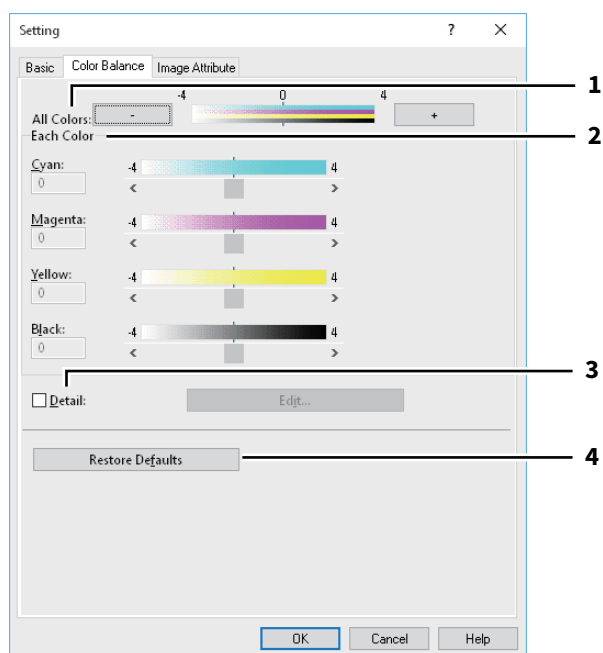 Setting ? ×
Basic Color Balance Image Attribute
-4 0 4
1
All Colors: - +
Each Color
2
Cyan:
0
-4 4
< >
Magenta:
0
-4 4
< >
Yellow:
0
-4 4
< >
Black:
0
-4 4
< >
3
Detail: Edit...
Restore Defaults
4
OK Cancel Help